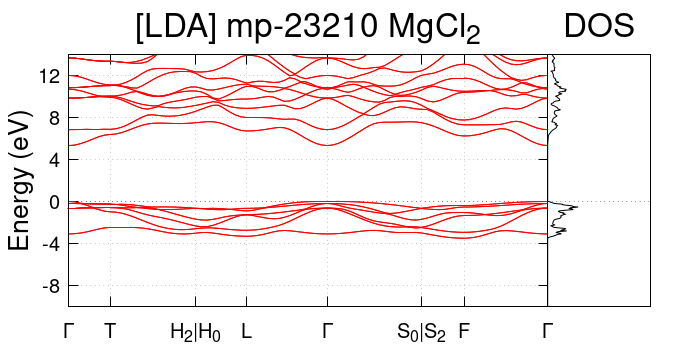 [LDA] mp-23210 MgCl₂ DOS
Energy (eV)
12
8
4
0
-4
-8
Γ T H₂|H₀ L Γ S₀|S₂ F Γ